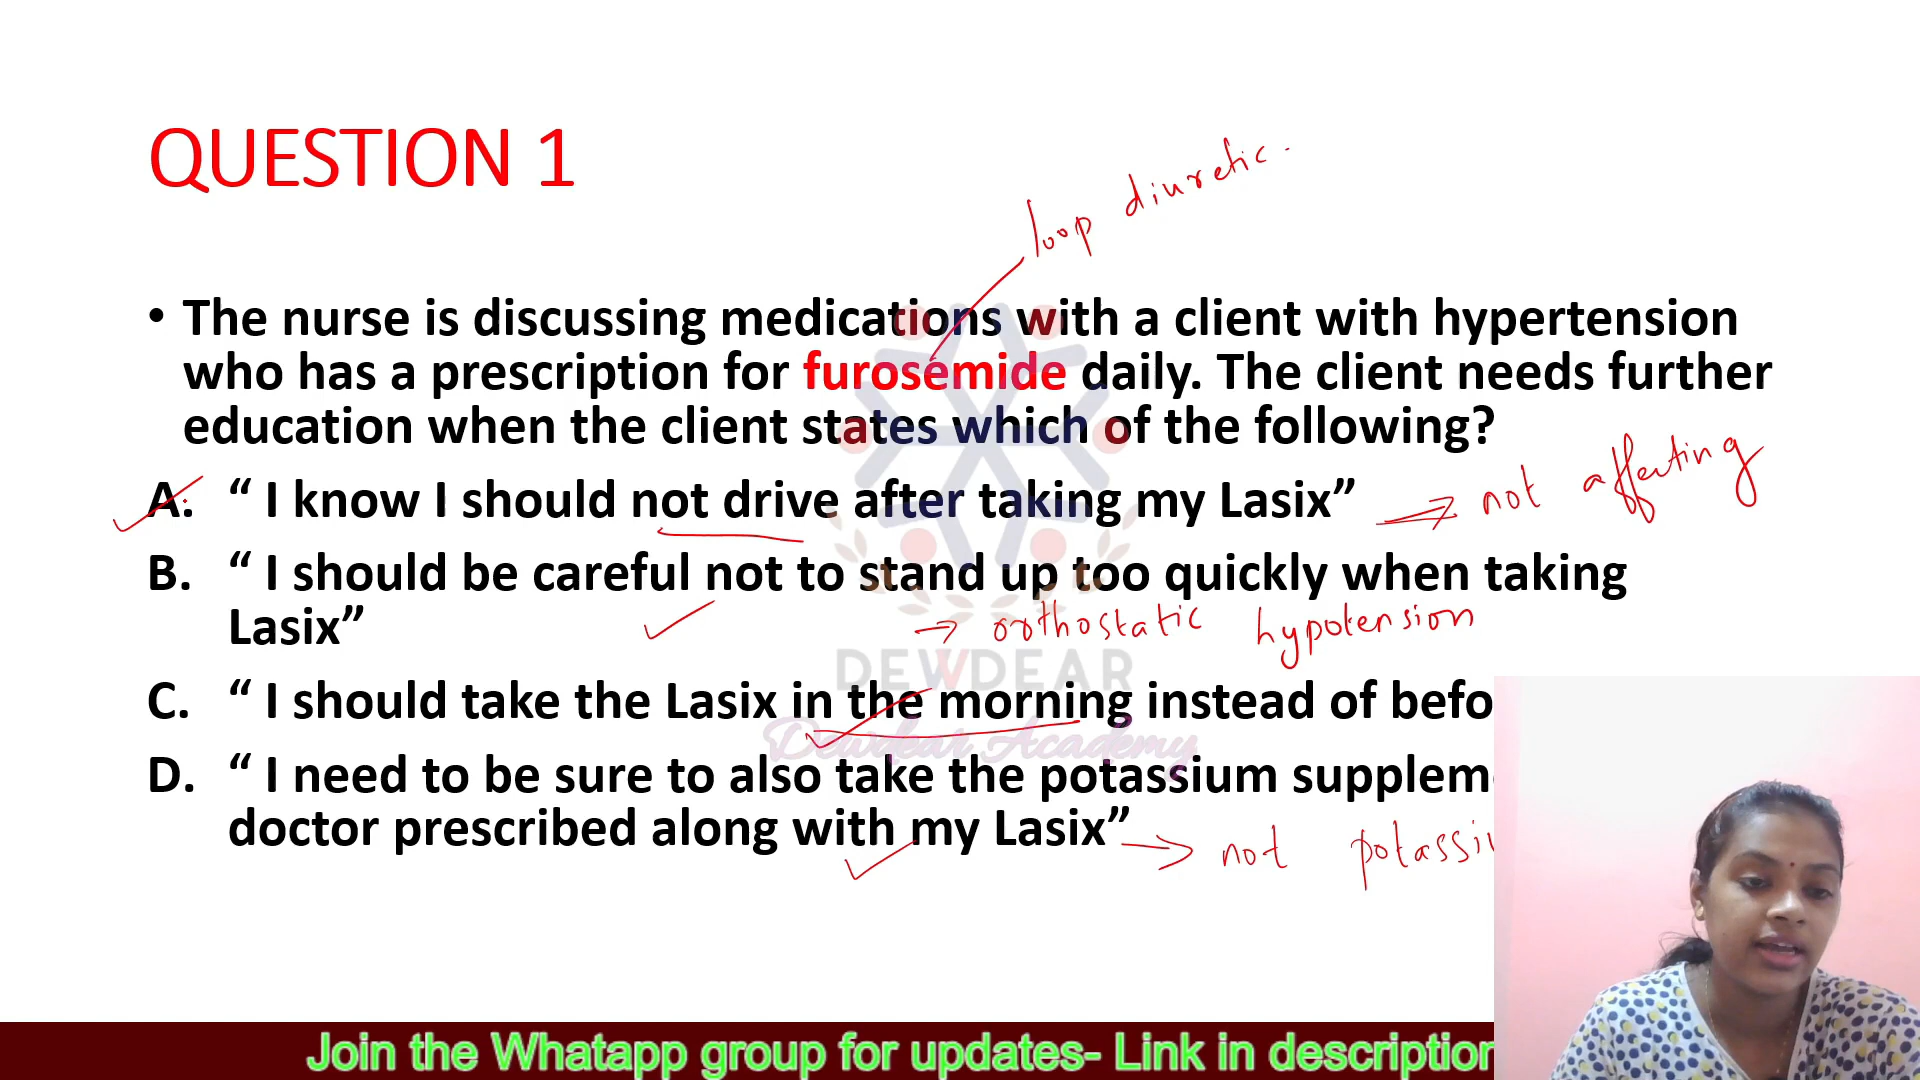 QUESTION 1
loop diuretic.
• The nurse is discussing medications with a client with hypertension
who has a prescription for furosemide daily. The client needs further
education when the client states which of the following?
A. “ I know I should not drive after taking my Lasix” → not affecting
B. “ I should be careful not to stand up too quickly when taking
Lasix” → orthostatic hypotension
DEWDEAR
C. “ I should take the Lasix in the morning instead of
Dewdear Academy
D. “ I need to be sure to also take the potassium
doctor prescribed along with my Lasix” → not
Join the Whatapp group for updates- Link in description